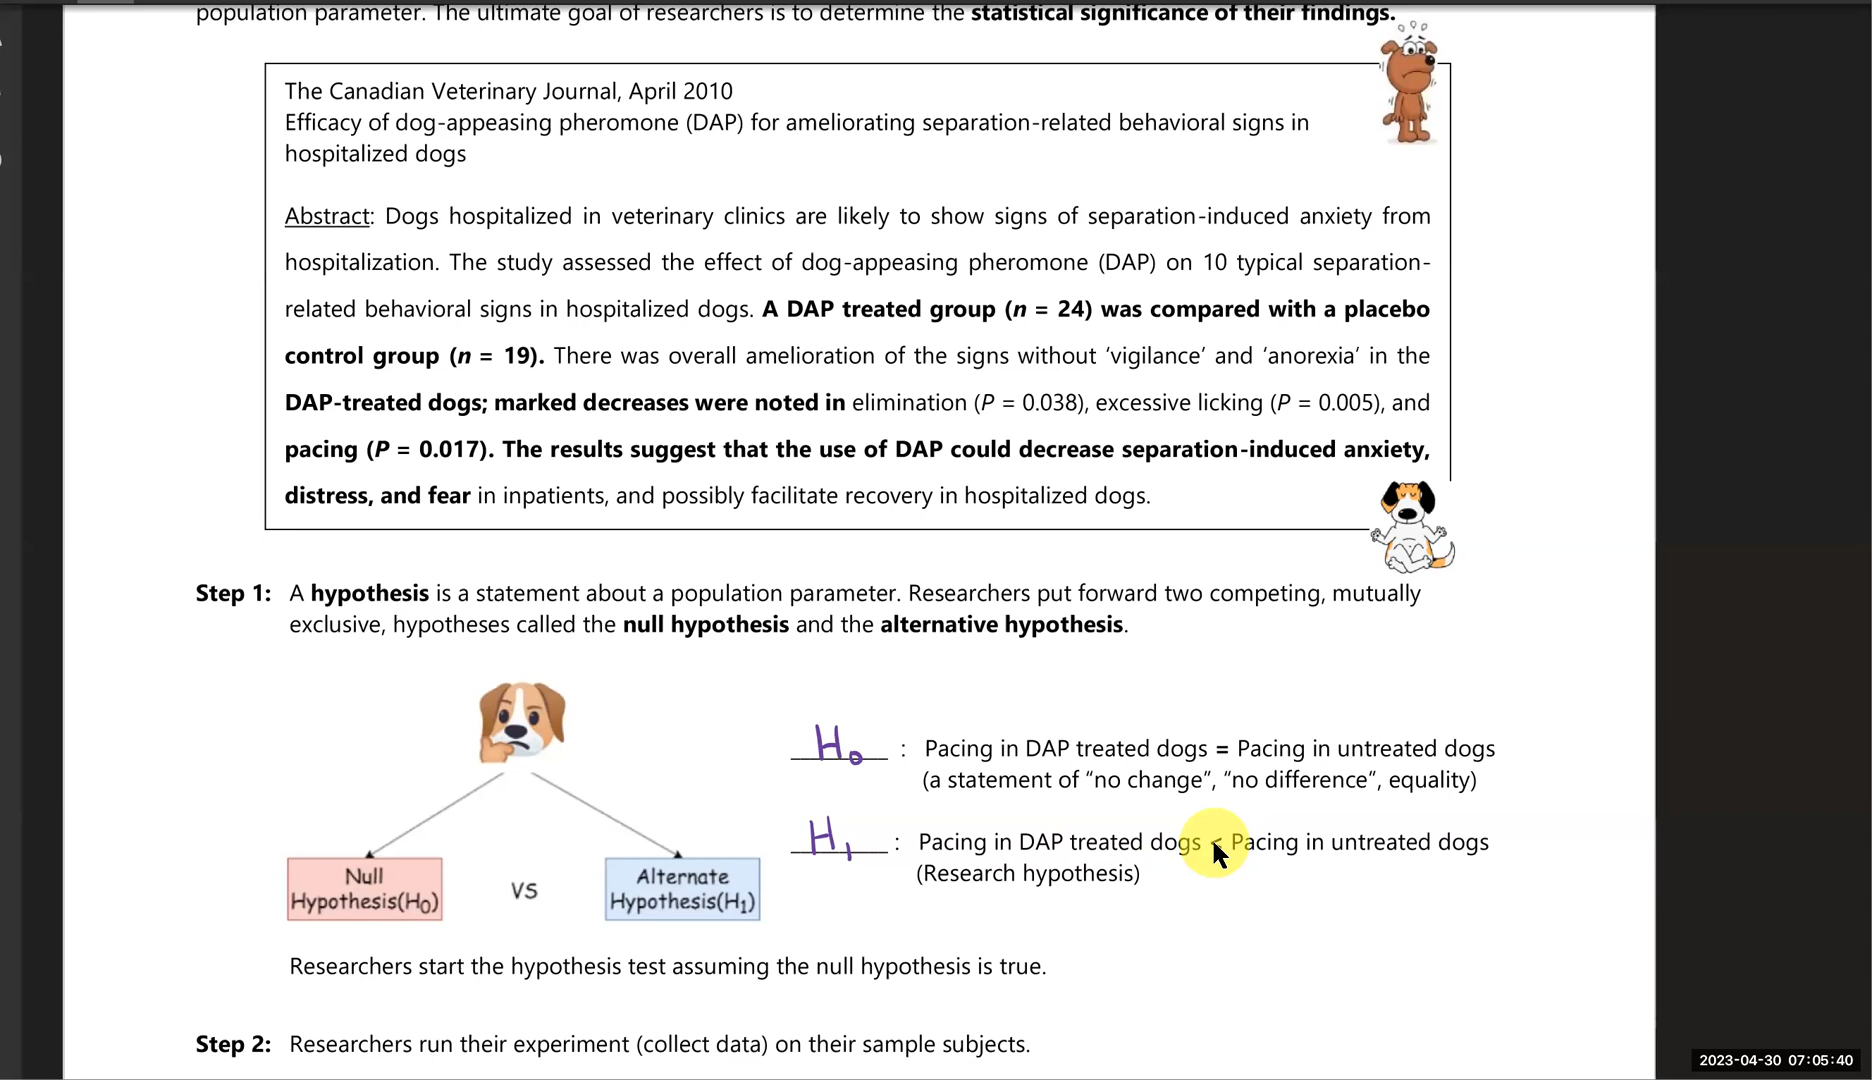 population parameter. The ultimate goal of researchers is to determine the statistical significance of their findings.
The Canadian Veterinary Journal, April 2010
Efficacy of dog-appeasing pheromone (DAP) for ameliorating separation-related behavioral signs in
hospitalized dogs
Abstract: Dogs hospitalized in veterinary clinics are likely to show signs of separation-induced anxiety from
hospitalization. The study assessed the effect of dog-appeasing pheromone (DAP) on 10 typical separation-
related behavioral signs in hospitalized dogs. A DAP treated group (n = 24) was compared with a placebo
control group (n = 19). There was overall amelioration of the signs without ‘vigilance’ and ‘anorexia’ in the
DAP-treated dogs; marked decreases were noted in elimination (P = 0.038), excessive licking (P = 0.005), and
pacing (P = 0.017). The results suggest that the use of DAP could decrease separation-induced anxiety,
distress, and fear in inpatients, and possibly facilitate recovery in hospitalized dogs.
Step 1: A hypothesis is a statement about a population parameter. Researchers put forward two competing, mutually
exclusive, hypotheses called the null hypothesis and the alternative hypothesis.
H₀ : Pacing in DAP treated dogs = Pacing in untreated dogs
(a statement of “no change”, “no difference”, equality)
H₁ : Pacing in DAP treated dogs < Pacing in untreated dogs
(Research hypothesis)
Null
Hypothesis(H₀)
VS
Alternate
Hypothesis(H₁)
Researchers start the hypothesis test assuming the null hypothesis is true.
Step 2: Researchers run their experiment (collect data) on their sample subjects.
2023-04-30 07:05:40